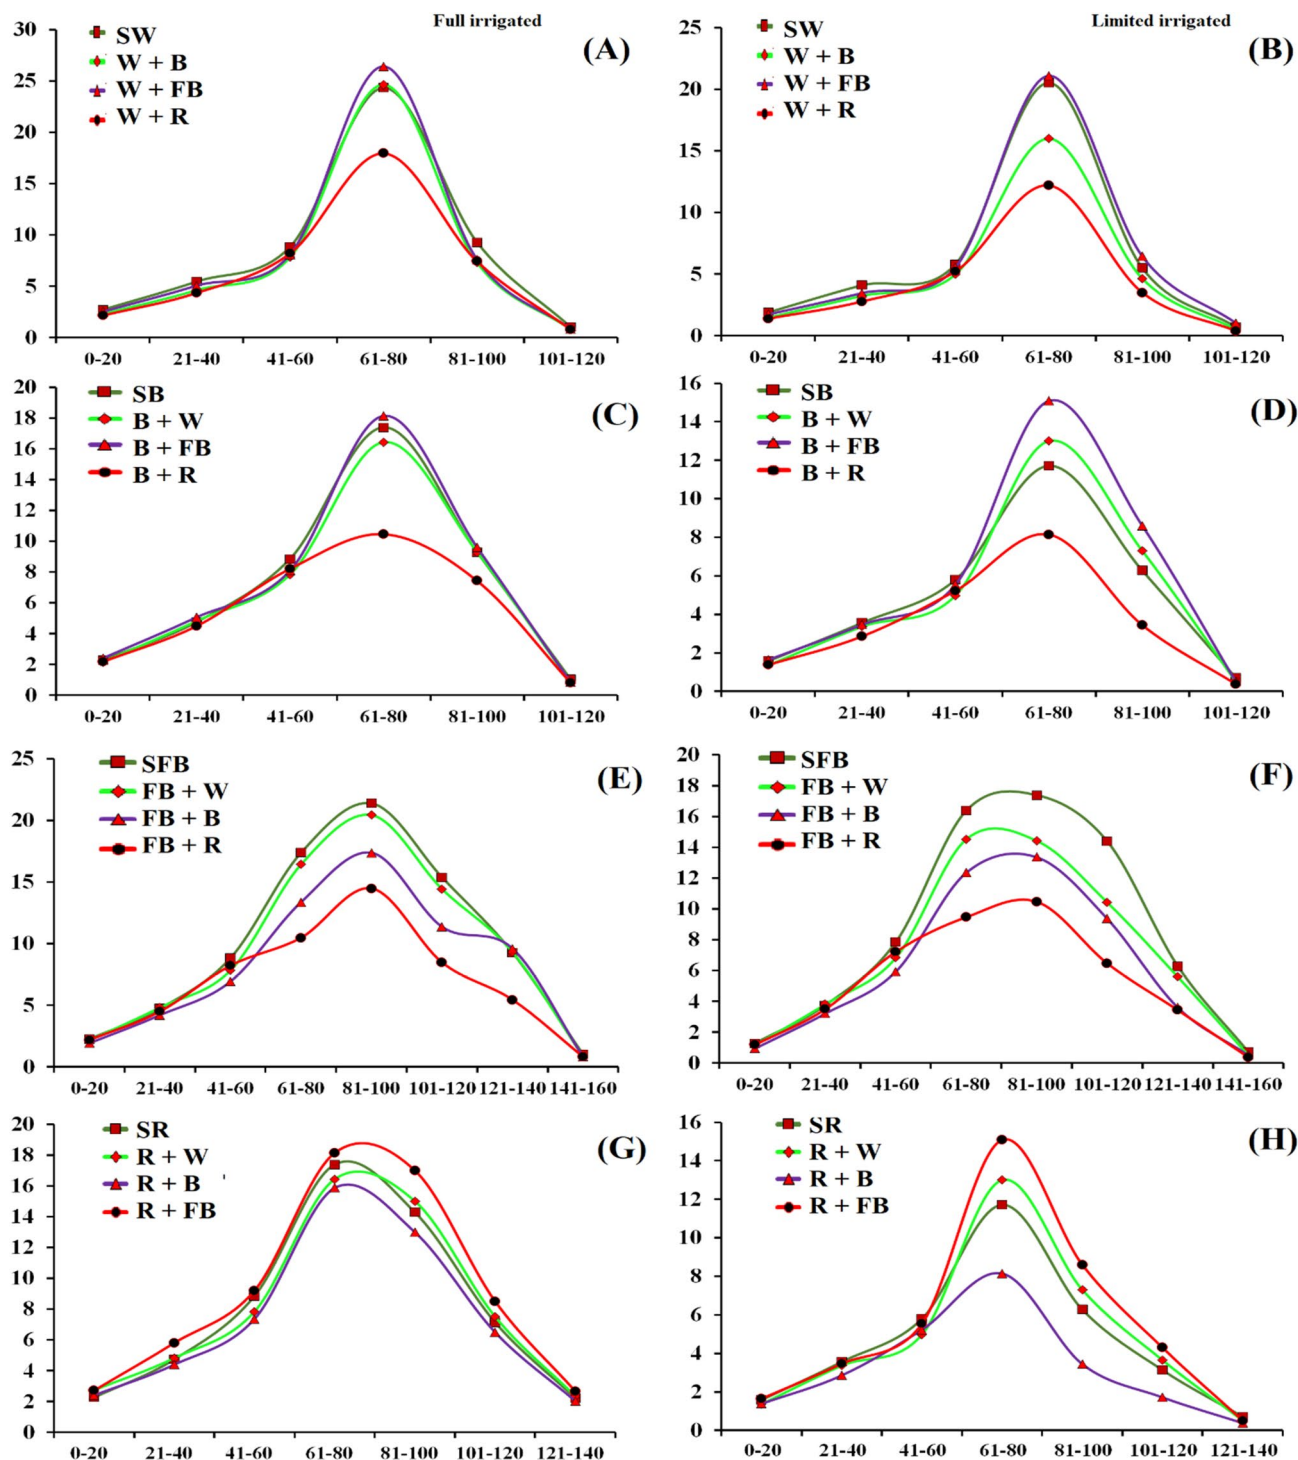 Full irrigated
Limited irrigated
30
25
20
15
10
5
0
SW
W + B
W + FB
W + R
(A)
0-20 21-40 41-60 61-80 81-100 101-120
25
20
15
10
5
0
SW
W + B
W + FB
W + R
(B)
0-20 21-40 41-60 61-80 81-100 101-120
20
18
16
14
12
10
8
6
4
2
0
SB
B + W
B + FB
B + R
(C)
0-20 21-40 41-60 61-80 81-100 101-120
16
14
12
10
8
6
4
2
0
SB
B + W
B + FB
B + R
(D)
0-20 21-40 41-60 61-80 81-100 101-120
25
20
15
10
5
0
SFB
FB + W
FB + B
FB + R
(E)
0-20 21-40 41-60 61-80 81-100 101-120 121-140 141-160
20
18
16
14
12
10
8
6
4
2
0
SFB
FB + W
FB + B
FB + R
(F)
0-20 21-40 41-60 61-80 81-100 101-120 121-140 141-160
20
18
16
14
12
10
8
6
4
2
0
SR
R + W
R + B
R + FB
(G)
0-20 21-40 41-60 61-80 81-100 101-120 121-140
16
14
12
10
8
6
4
2
0
SR
R + W
R + B
R + FB
(H)
0-20 21-40 41-60 61-80 81-100 101-120 121-140